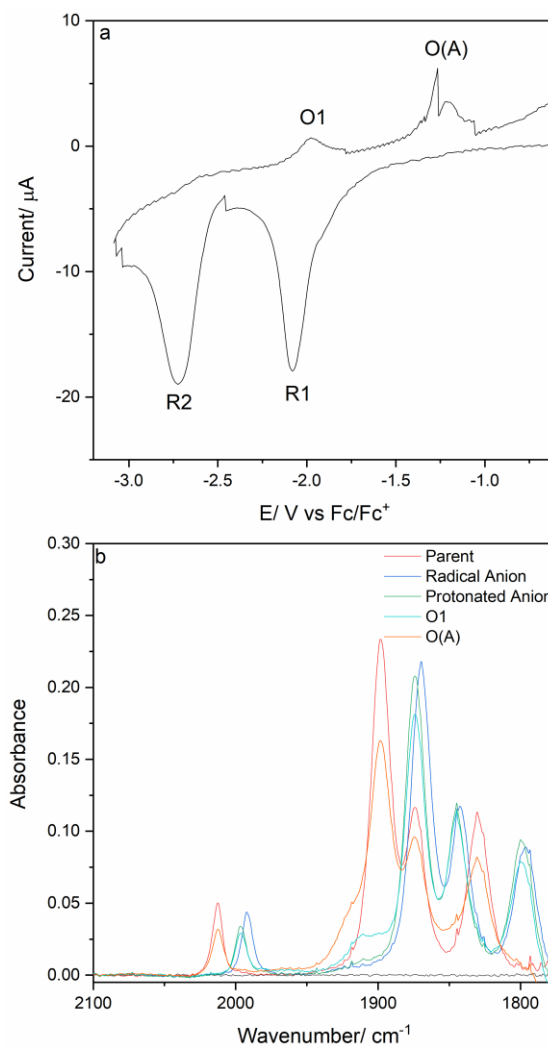 a
10
0
-10
-20
Current/ μA
O(A)
O1
R2
R1
-3.0 -2.5 -2.0 -1.5 -1.0
E/ V vs Fc/Fc⁺
b
0.30
0.25
0.20
0.15
0.10
0.05
0.00
Absorbance
Parent
Radical Anion
Protonated Anion
O1
O(A)
2100 2000 1900 1800
Wavenumber/ cm⁻¹